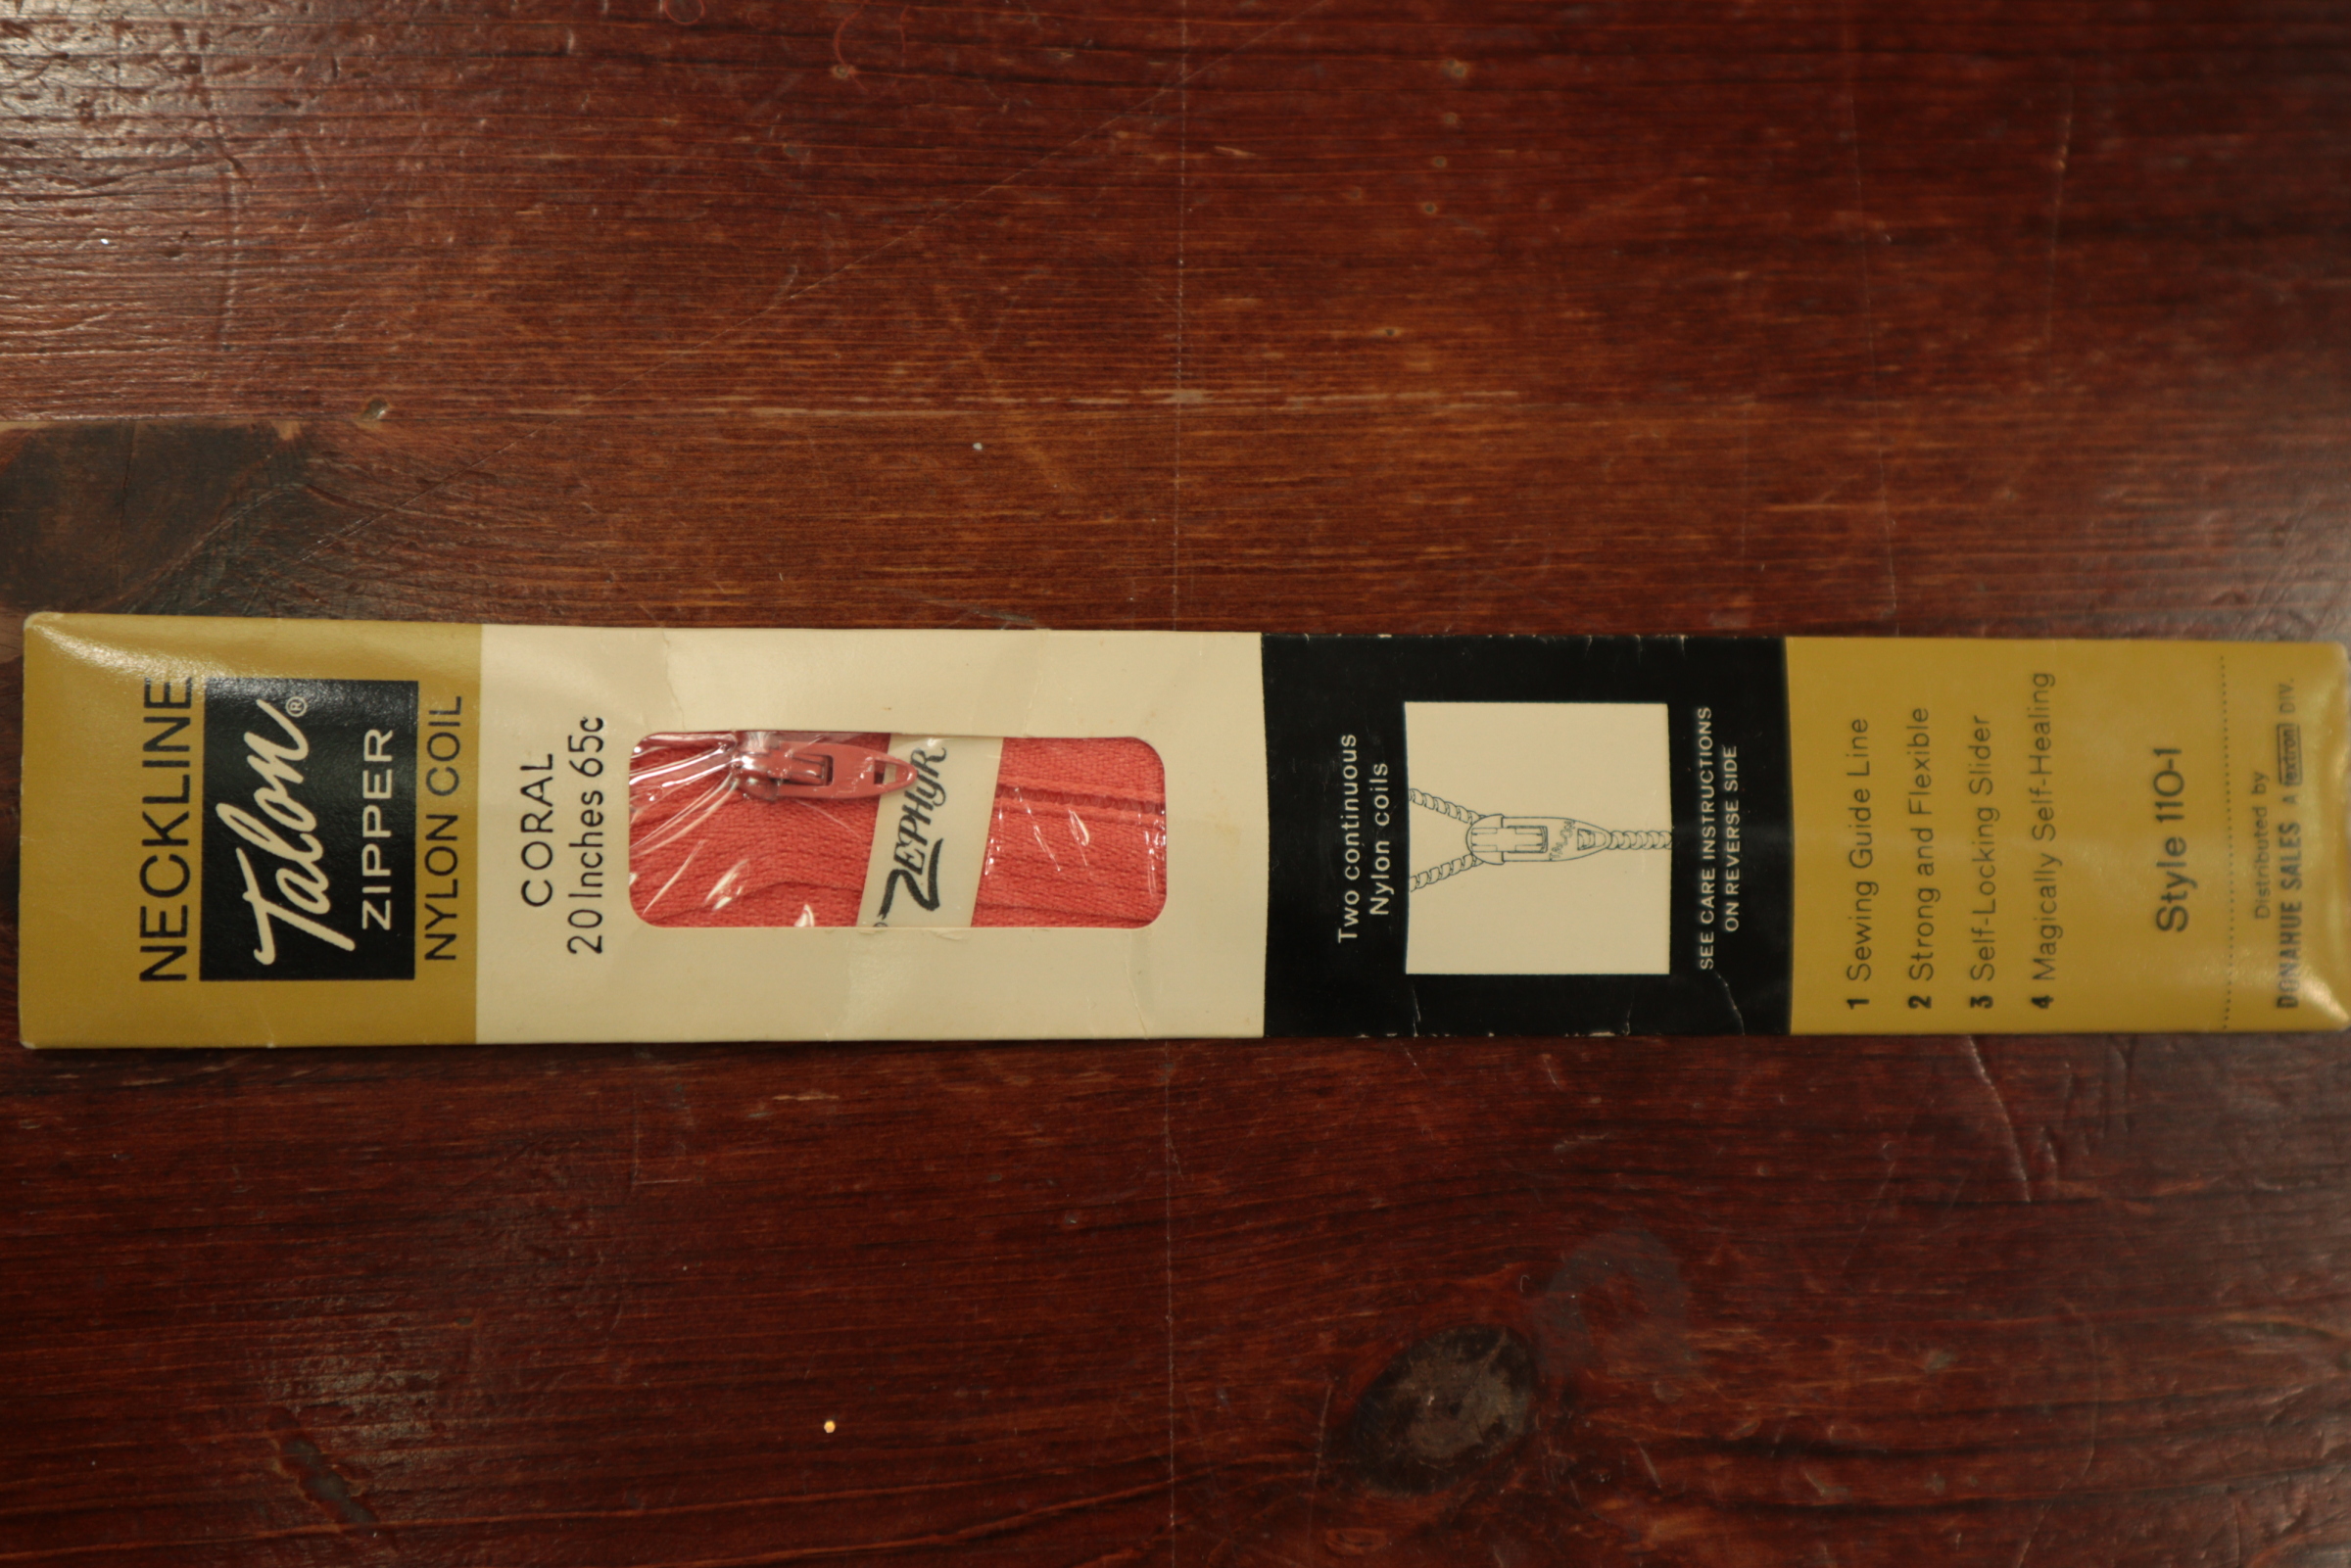 NECKLINE
Talon®
ZIPPER
NYLON COIL
CORAL
20 Inches 65c
ZEPHYR
Two continuous
Nylon coils
SEE CARE INSTRUCTIONS
ON REVERSE SIDE
1 Sewing Guide Line
2 Strong and Flexible
3 Self-Locking Slider
4 Magically Self-Healing
Style 110-1
Distributed by
DONAHUE SALES A textron DIV.